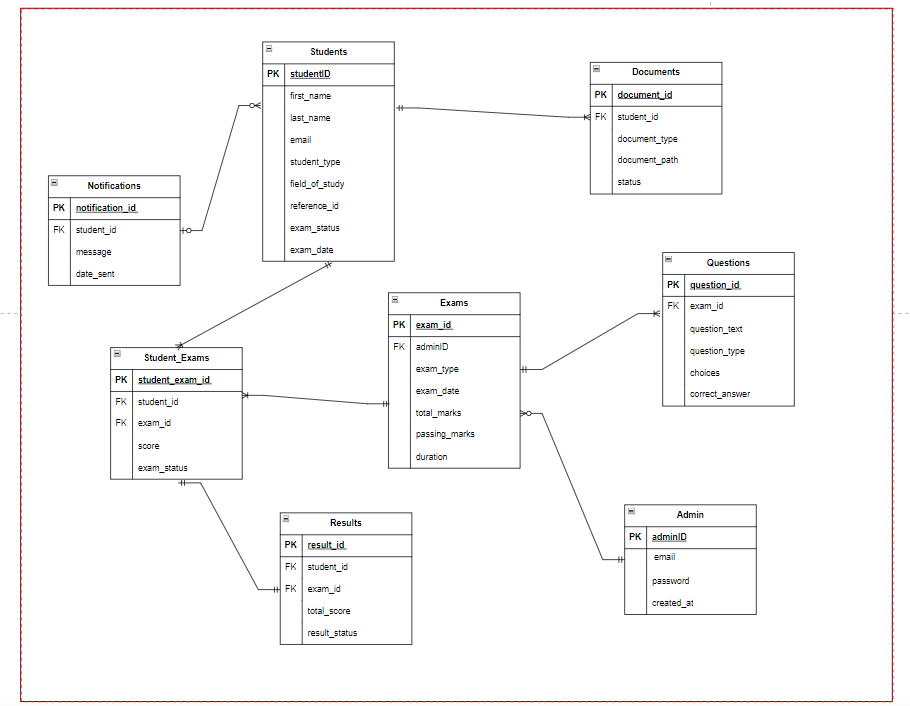 Students
PK studentID
first_name
last_name
email
student_type
field_of_study
reference_id
exam_status
exam_date
Documents
PK document_id
FK student_id
document_type
document_path
status
Notifications
PK notification_id
FK student_id
message
date_sent
Questions
PK question_id
FK exam_id
question_text
question_type
choices
correct_answer
Exams
PK exam_id
FK adminID
exam_type
exam_date
total_marks
passing_marks
duration
Student_Exams
PK student_exam_id
FK student_id
FK exam_id
score
exam_status
Results
PK result_id
FK student_id
FK exam_id
total_score
result_status
Admin
PK adminID
email
password
created_at